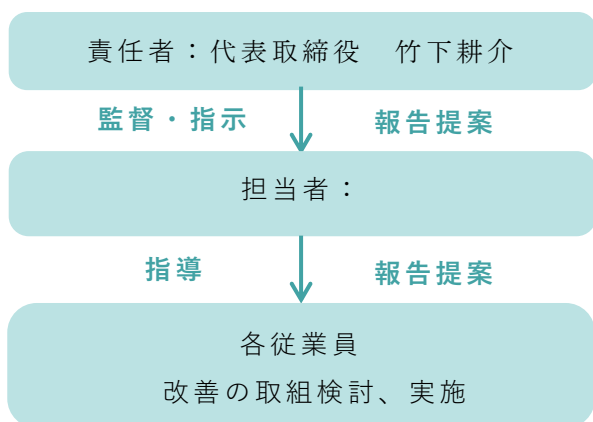 責任者：代表取締役　竹下耕介
監督・指示　報告提案
担当者：
指導　報告提案
各従業員
改善の取組検討、実施